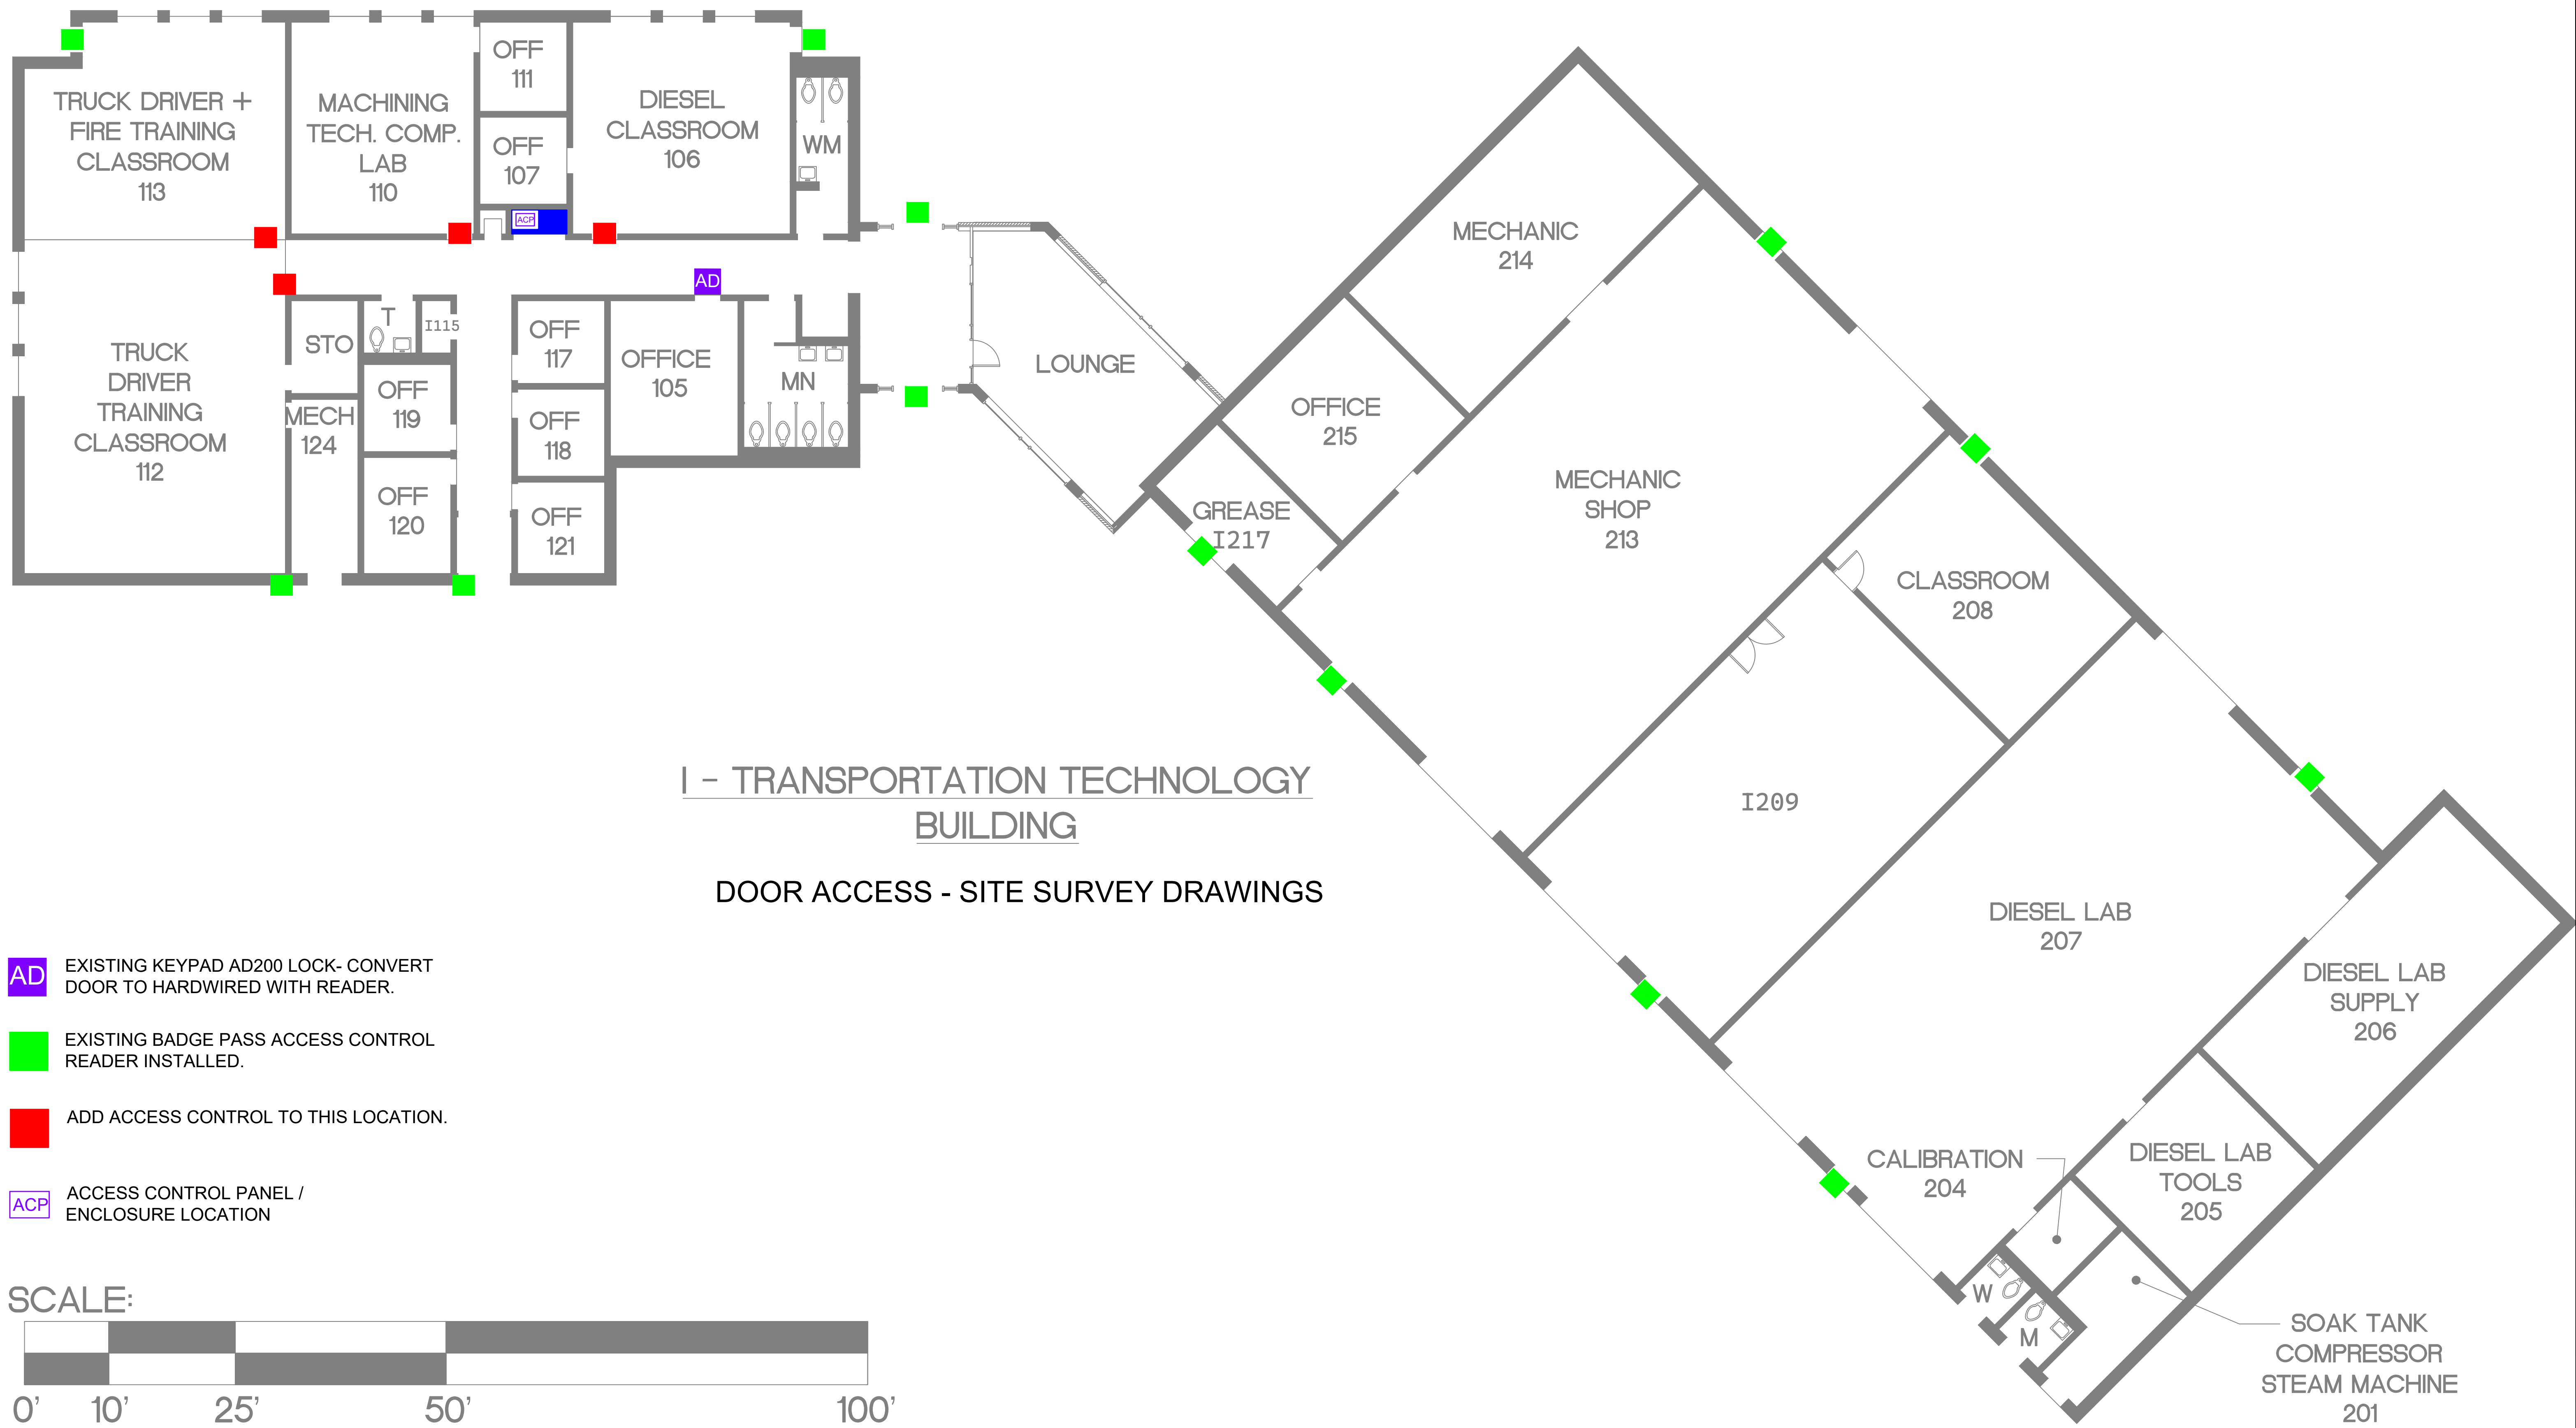 OFF
111
TRUCK DRIVER +
FIRE TRAINING
CLASSROOM
113
MACHINING
TECH. COMP.
LAB
110
OFF
107
DIESEL
CLASSROOM
106
WM
ACP
AD
T
I115
STO
TRUCK
DRIVER
TRAINING
CLASSROOM
112
MECH
124
OFF
119
OFF
120
OFF
117
OFF
118
OFF
121
OFFICE
105
MN
LOUNGE
MECHANIC
214
OFFICE
215
GREASE
I217
MECHANIC
SHOP
213
CLASSROOM
208
I209
DIESEL LAB
207
DIESEL LAB
SUPPLY
206
DIESEL LAB
TOOLS
205
CALIBRATION
204
W
M
SOAK TANK
COMPRESSOR
STEAM MACHINE
201
I - TRANSPORTATION TECHNOLOGY
BUILDING
DOOR ACCESS - SITE SURVEY DRAWINGS
AD
EXISTING KEYPAD AD200 LOCK- CONVERT
DOOR TO HARDWIRED WITH READER.
EXISTING BADGE PASS ACCESS CONTROL
READER INSTALLED.
ADD ACCESS CONTROL TO THIS LOCATION.
ACP
ACCESS CONTROL PANEL /
ENCLOSURE LOCATION
SCALE:
0' 10' 25' 50' 100'